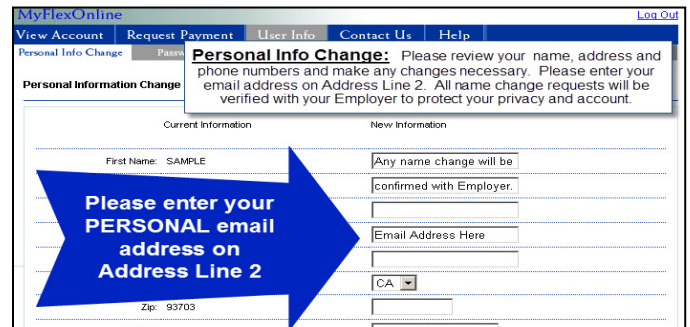 MyFlexOnline
Log Out
View Account Request Payment User Info Contact Us Help
Personal Info Change
Personal Info Change: Please review your name, address and
phone numbers and make any changes necessary. Please enter your
email address on Address Line 2. All name change requests will be
verified with your Employer to protect your privacy and account.
Personal Information Change
Current Information New Information
First Name: SAMPLE Any name change will be
confirmed with Employer.
Please enter your
PERSONAL email
address on
Address Line 2
Email Address Here
CA
Zip: 93703